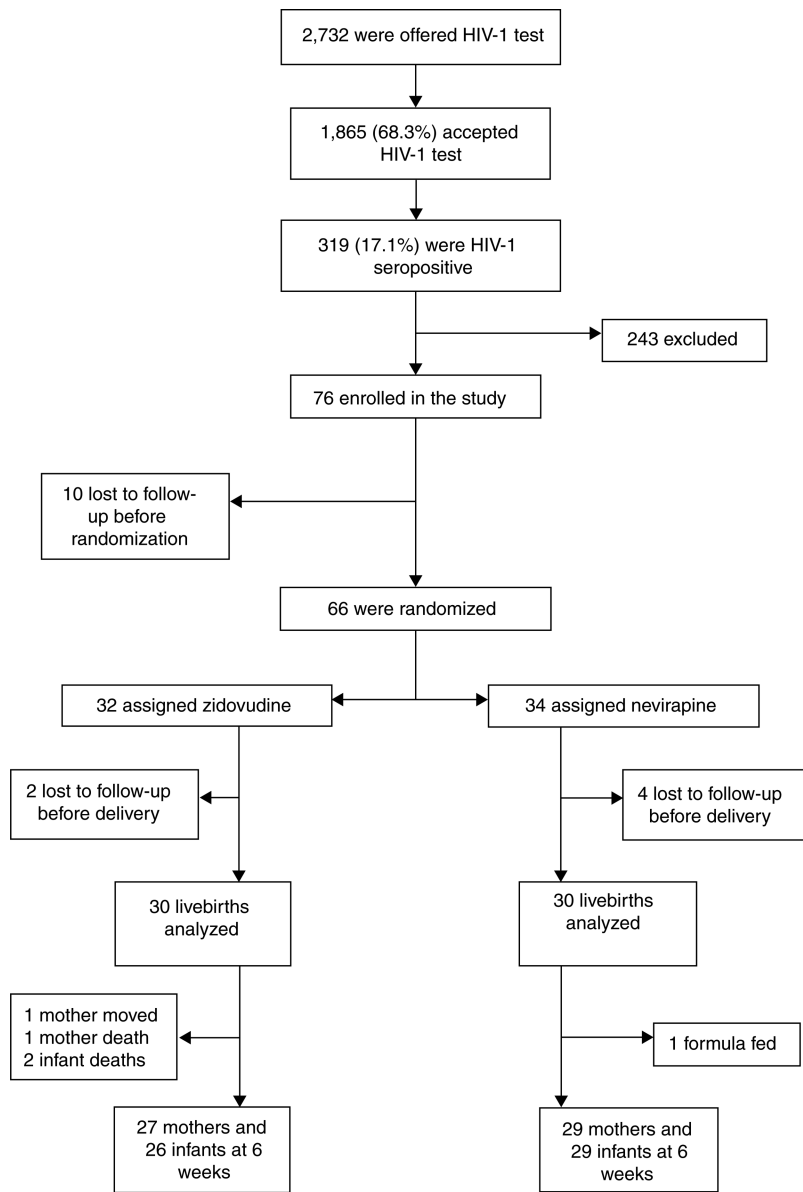 2,732 were offered HIV-1 test
1,865 (68.3%) accepted
HIV-1 test
319 (17.1%) were HIV-1
seropositive
243 excluded
76 enrolled in the study
10 lost to follow-
up before
randomization
66 were randomized
32 assigned zidovudine
34 assigned nevirapine
2 lost to follow-up
before delivery
4 lost to follow-up
before delivery
30 livebirths
analyzed
30 livebirths
analyzed
1 mother moved
1 mother death
2 infant deaths
1 formula fed
27 mothers and
26 infants at 6
weeks
29 mothers and
29 infants at 6
weeks